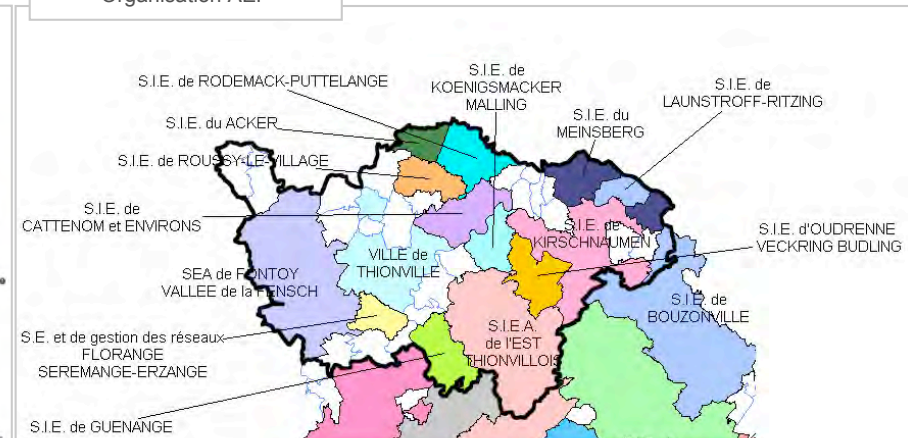 S.I.E. de RODEMACK-PUTTELANGE
S.I.E. de
KOENIGSMACKER
MALLING
S.I.E. de
LAUNSTROFF-RITZING
S.I.E. du
MEINSBERG
S.I.E. du ACKER
S.I.E. de ROUSSY-LE-VILLAGE
S.I.E. de
CATTENOM et ENVIRONS
S.I.E. de
KIRSCHNAUMEN
S.I.E. d'OUDRENNE
VECKRING BUDLING
VILLE de
THIONVILLE
SEA de FONTOY
VALLEE de la FENSCH
S.I.E. de
BOUZONVILLE
S.E. et de gestion des réseaux
FLORANGE
SEREMANGE-ERZANGE
S.I.E.A.
de l'EST
THIONVILLOIS
S.I.E. de GUENANGE